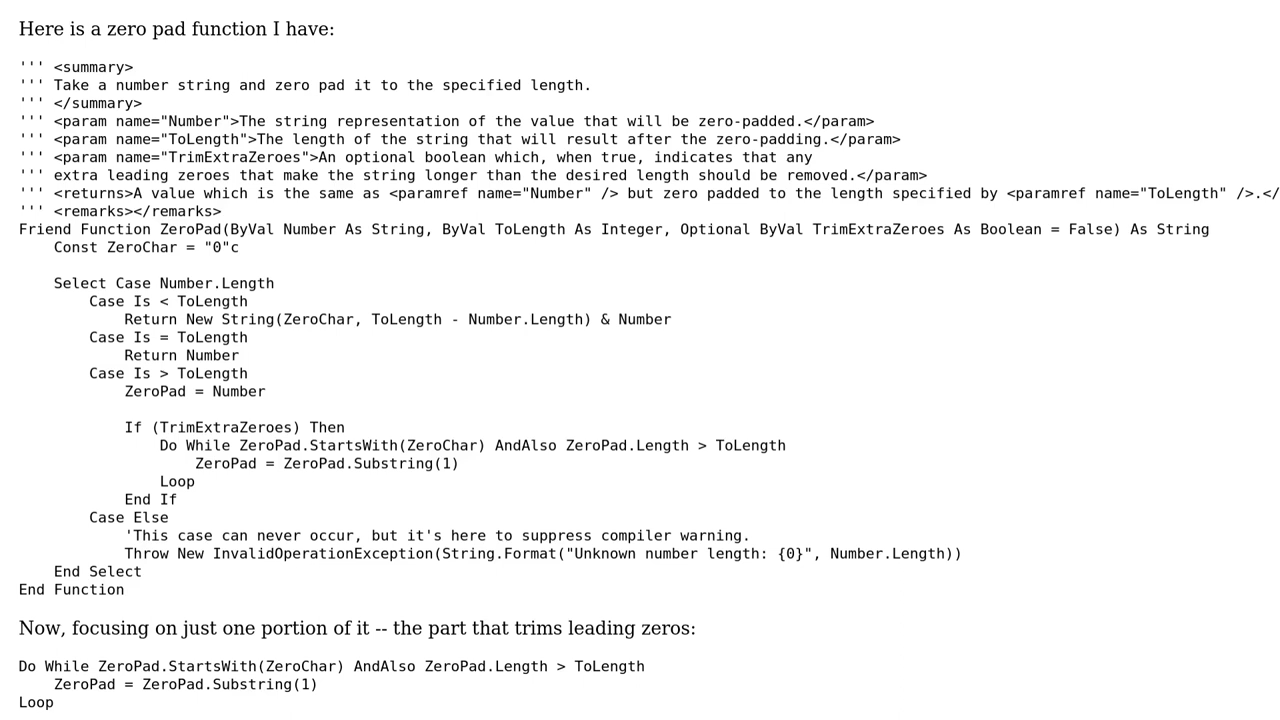 Here is a zero pad function I have:
''' <summary>
''' Take a number string and zero pad it to the specified length.
''' </summary>
''' <param name="Number">The string representation of the value that will be zero-padded.</param>
''' <param name="ToLength">The length of the string that will result after the zero-padding.</param>
''' <param name="TrimExtraZeroes">An optional boolean which, when true, indicates that any
''' extra leading zeroes that make the string longer than the desired length should be removed.</param>
''' <returns>A value which is the same as <paramref name="Number" /> but zero padded to the length specified by <paramref name="ToLength" />.</
''' <remarks></remarks>
Friend Function ZeroPad(ByVal Number As String, ByVal ToLength As Integer, Optional ByVal TrimExtraZeroes As Boolean = False) As String
    Const ZeroChar = "0"c
    Select Case Number.Length
        Case Is < ToLength
            Return New String(ZeroChar, ToLength - Number.Length) & Number
        Case Is = ToLength
            Return Number
        Case Is > ToLength
            ZeroPad = Number
            If (TrimExtraZeroes) Then
                Do While ZeroPad.StartsWith(ZeroChar) AndAlso ZeroPad.Length > ToLength
                    ZeroPad = ZeroPad.Substring(1)
                Loop
            End If
        Case Else
            'This case can never occur, but it's here to suppress compiler warning.
            Throw New InvalidOperationException(String.Format("Unknown number length: {0}", Number.Length))
    End Select
End Function
Now, focusing on just one portion of it -- the part that trims leading zeros:
Do While ZeroPad.StartsWith(ZeroChar) AndAlso ZeroPad.Length > ToLength
    ZeroPad = ZeroPad.Substring(1)
Loop